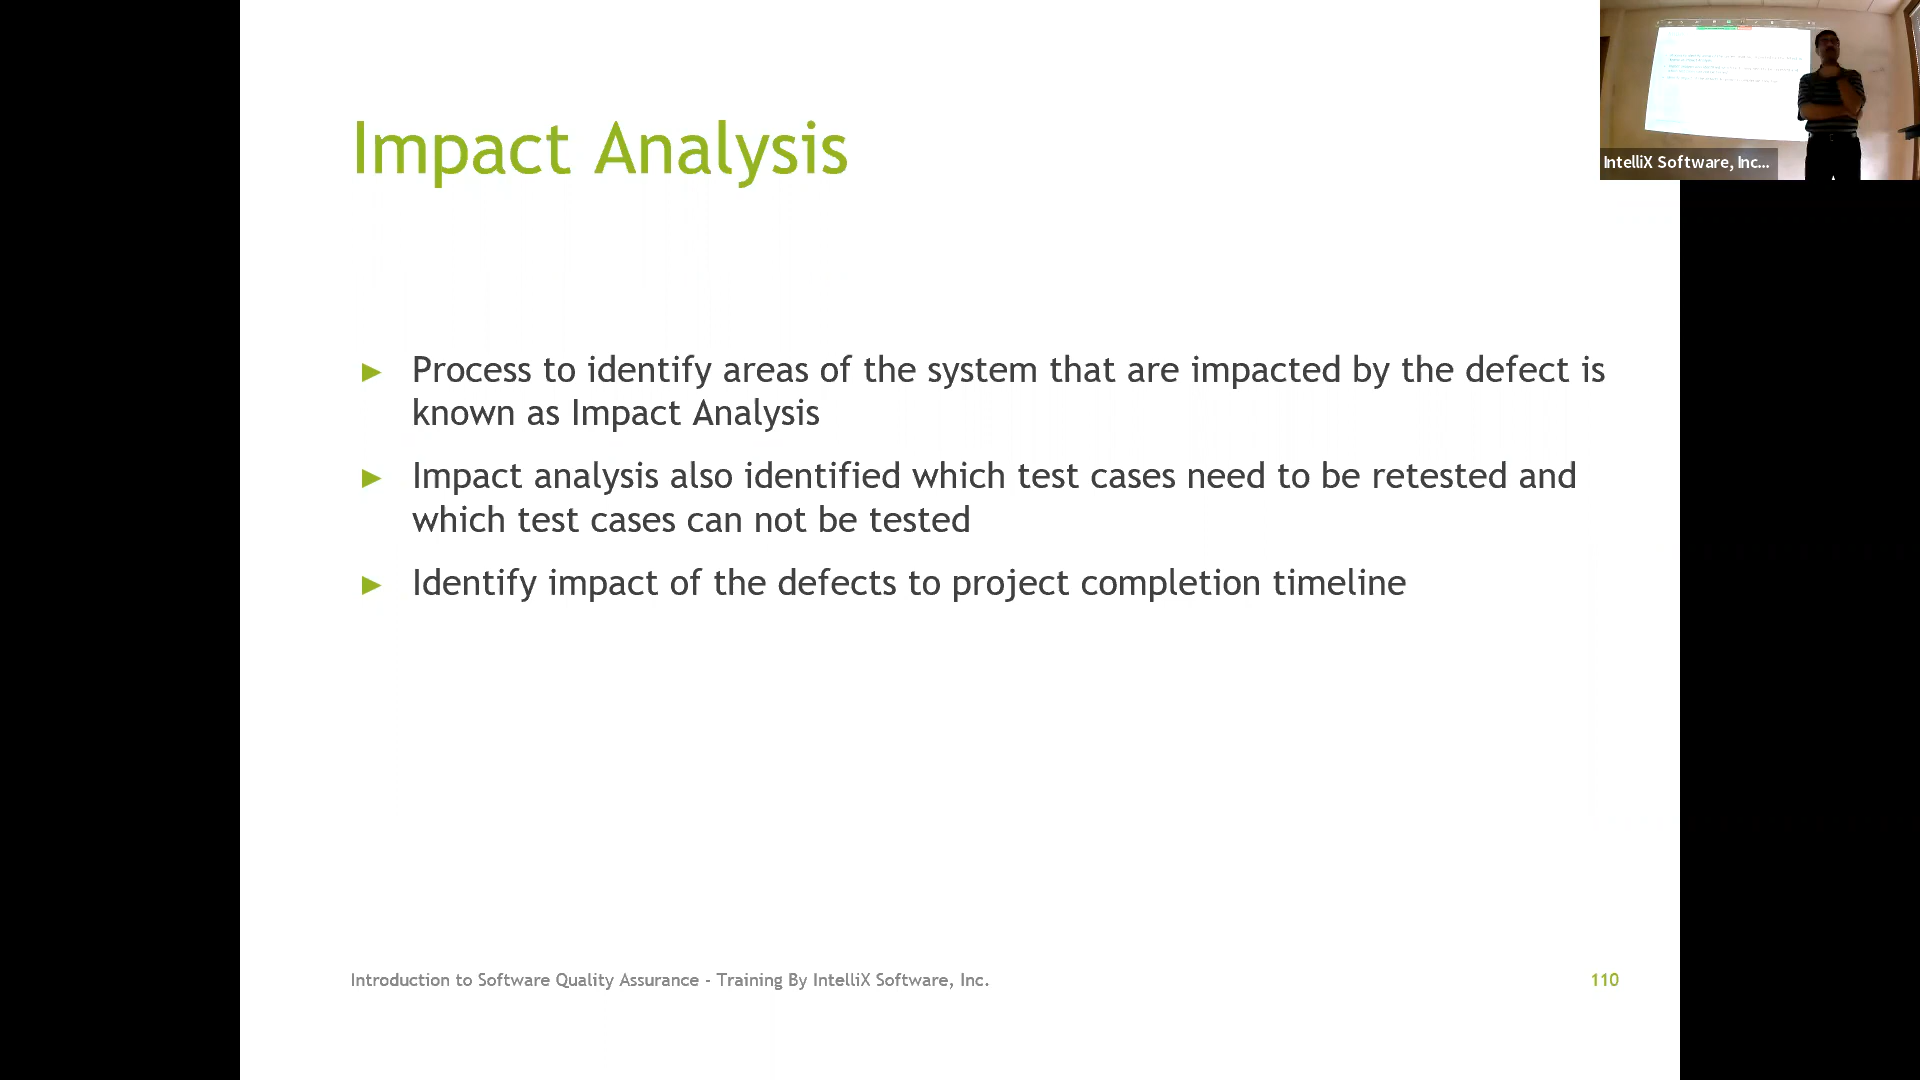 Impact Analysis
IntelliX Software, Inc...
► Process to identify areas of the system that are impacted by the defect is
known as Impact Analysis
► Impact analysis also identified which test cases need to be retested and
which test cases can not be tested
► Identify impact of the defects to project completion timeline
Introduction to Software Quality Assurance - Training By IntelliX Software, Inc.
110